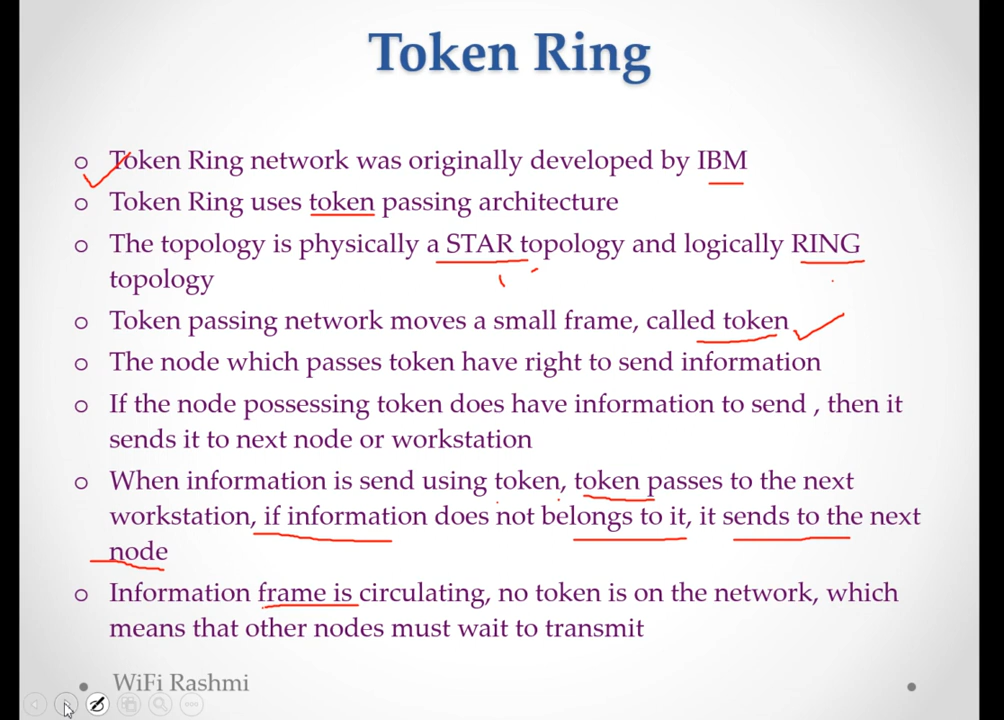 Token Ring
Token Ring network was originally developed by IBM
Token Ring uses token passing architecture
The topology is physically a STAR topology and logically RING
topology
Token passing network moves a small frame, called token
The node which passes token have right to send information
If the node possessing token does have information to send , then it
sends it to next node or workstation
When information is send using token, token passes to the next
workstation, if information does not belongs to it, it sends to the next
node
Information frame is circulating, no token is on the network, which
means that other nodes must wait to transmit
WiFi Rashmi